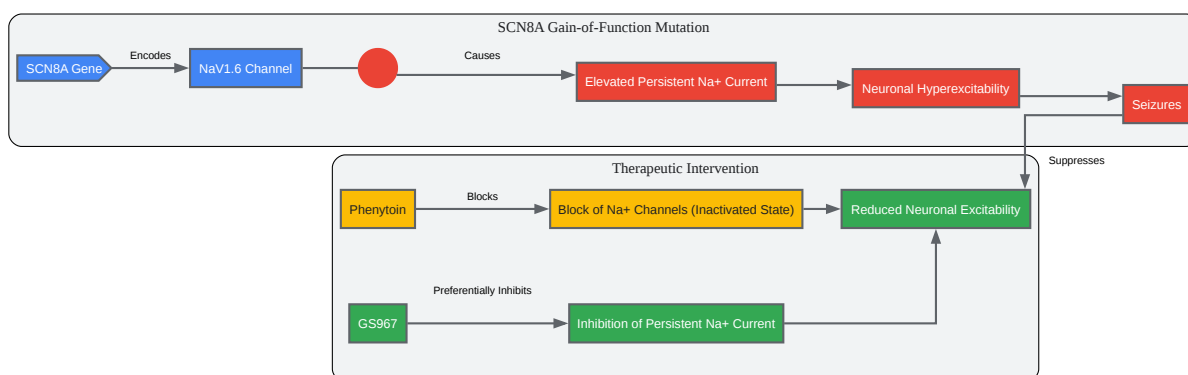 SCN8A Gain-of-Function Mutation
SCN8A Gene
Encodes
NaV1.6 Channel
Causes
Elevated Persistent Na+ Current
Neuronal Hyperexcitability
Seizures
Suppresses
Therapeutic Intervention
Phenytoin
Blocks
Block of Na+ Channels (Inactivated State)
Reduced Neuronal Excitability
GS967
Preferentially Inhibits
Inhibition of Persistent Na+ Current